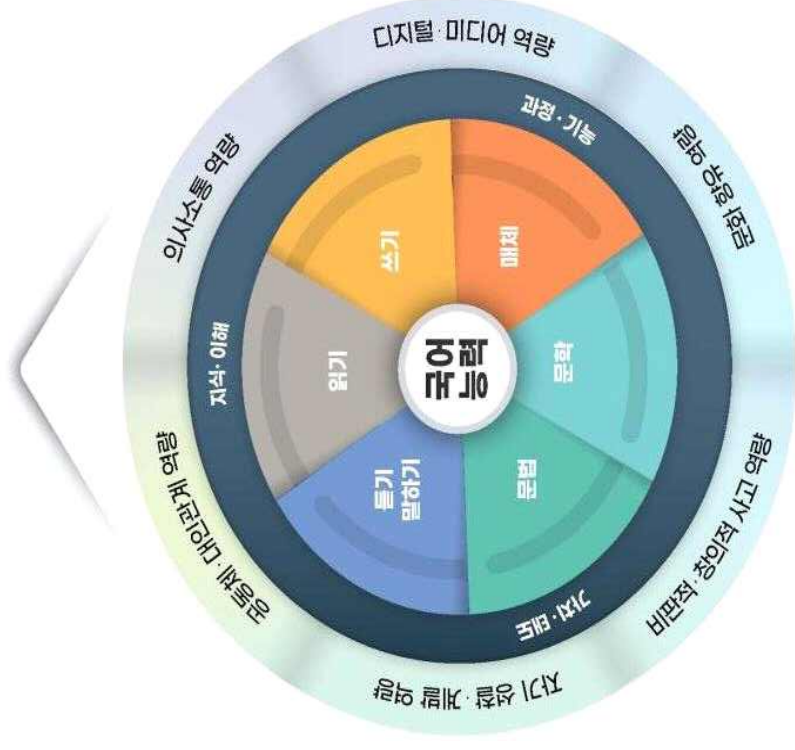 디지털·미디어 역량
의사소통 역량
공동체·대인관계 역량
자기 성찰·계발 역량
비판적·창의적 사고 역량
문화 향유 역량
과정·기능
지식·이해
가치·태도
쓰기
매체
읽기
문학
듣기
말하기
문법
국어
능력